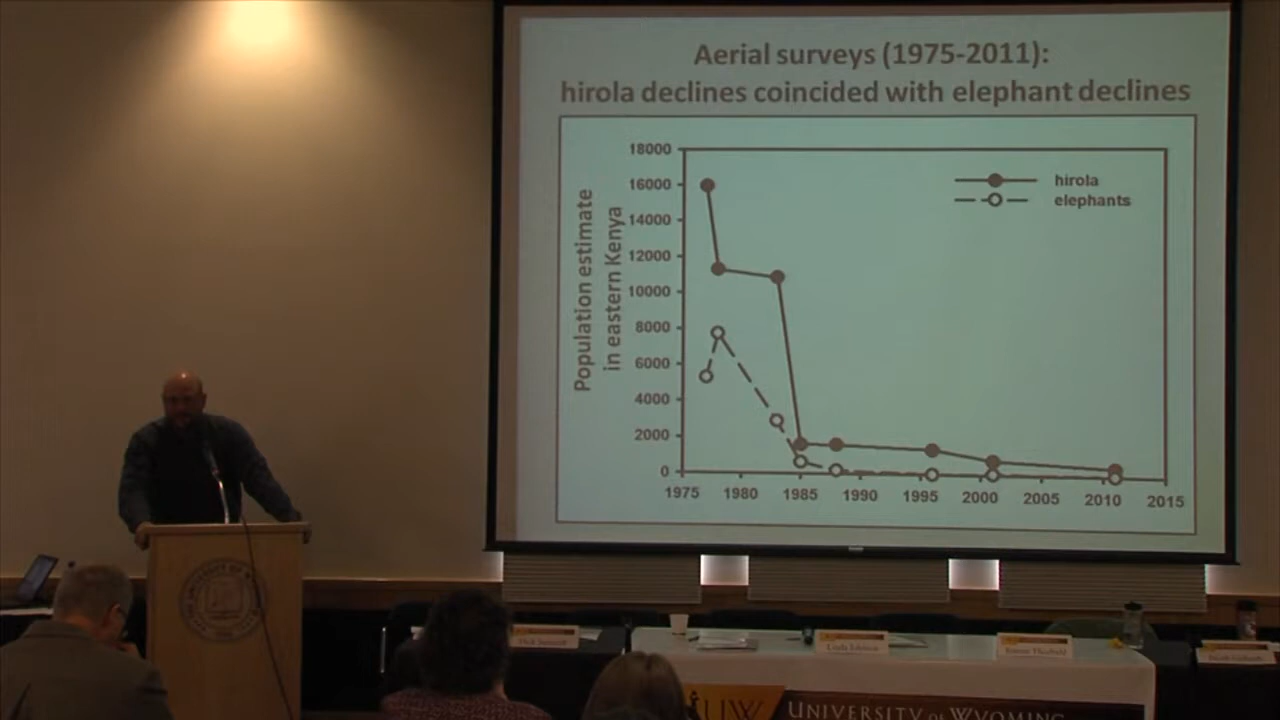 Aerial surveys (1975-2011):
hirola declines coincided with elephant declines
Population estimate
in eastern Kenya
18000
16000
14000
12000
10000
8000
6000
4000
2000
0
hirola
elephants
1975 1980 1985 1990 1995 2000 2005 2010 2015
UW
UNIVERSITY OF WYOMING